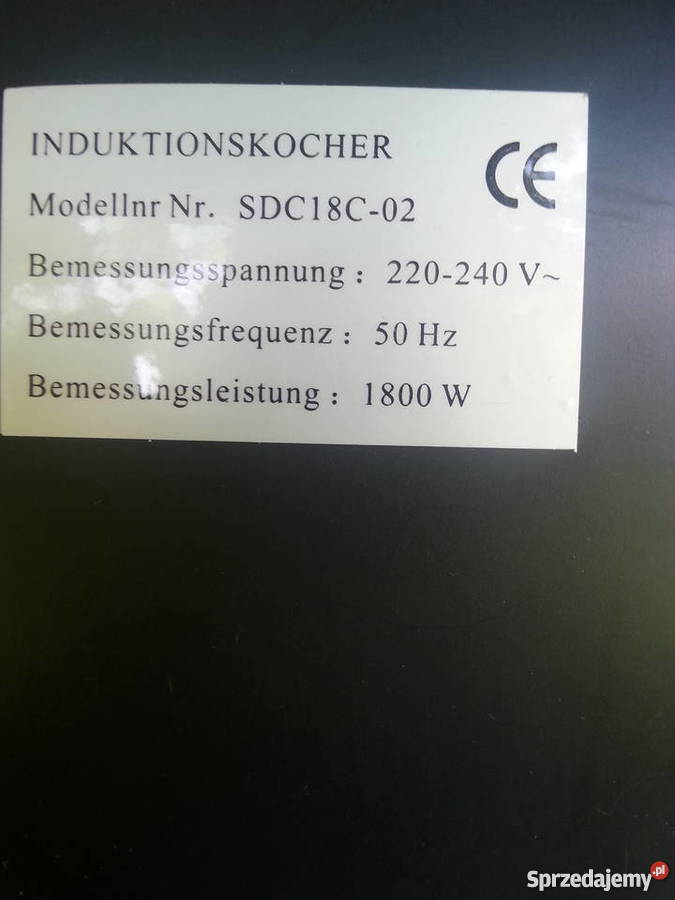 INDUKTIONSKOCHER
CE
Modellnr Nr. SDC18C-02
Bemessungsspannung : 220-240 V~
Bemessungsfrequenz : 50 Hz
Bemessungsleistung : 1800 W
Sprzedajemy.pl